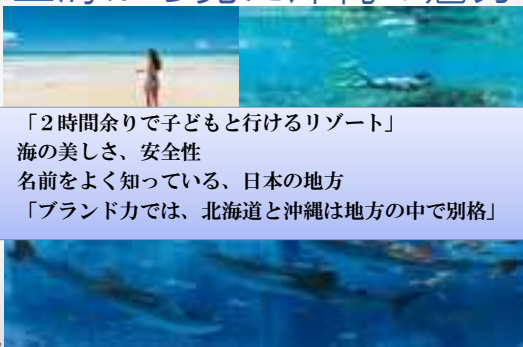 「２時間余りで子どもと行けるリゾート」
海の美しさ、安全性
名前をよく知っている、日本の地方
「ブランド力では、北海道と沖縄は地方の中で別格」